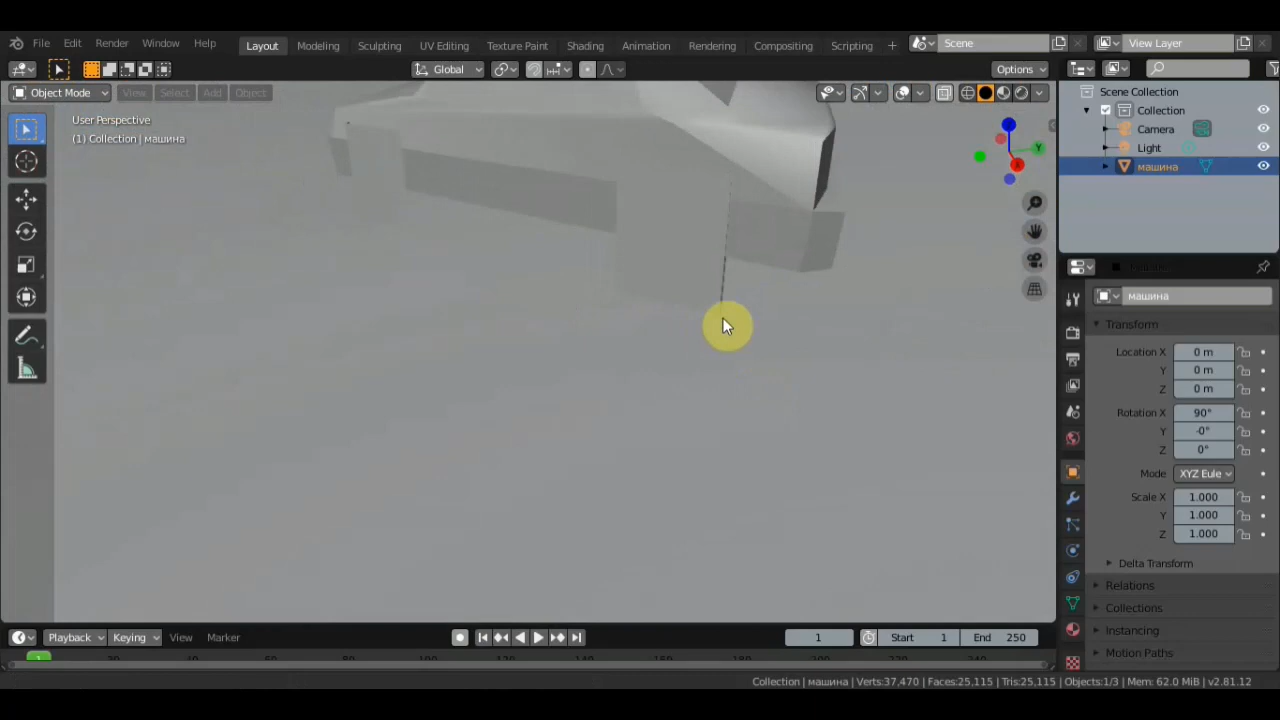 File Edit Render Window Help Layout Modeling Sculpting UV Editing Texture Paint Shading Animation Rendering Compositing Scripting + Scene View Layer
Global Options
Object Mode View Select Add Object
User Perspective
(1) Collection | машина
X
Y
Scene Collection
Collection
Camera
Light
машина
машина
Transform
Location X 0 m
Y 0 m
Z 0 m
Rotation X 90°
Y -0°
Z 0°
Mode XYZ Eule
Scale X 1.000
Y 1.000
Z 1.000
Delta Transform
Relations
Collections
Instancing
Motion Paths
Playback Keying View Marker 1 Start 1 End 250
1
Collection | машина | Verts:37,470 | Faces:25,115 | Tris:25,115 | Objects:1/3 | Mem: 62.0 MiB | v2.81.12